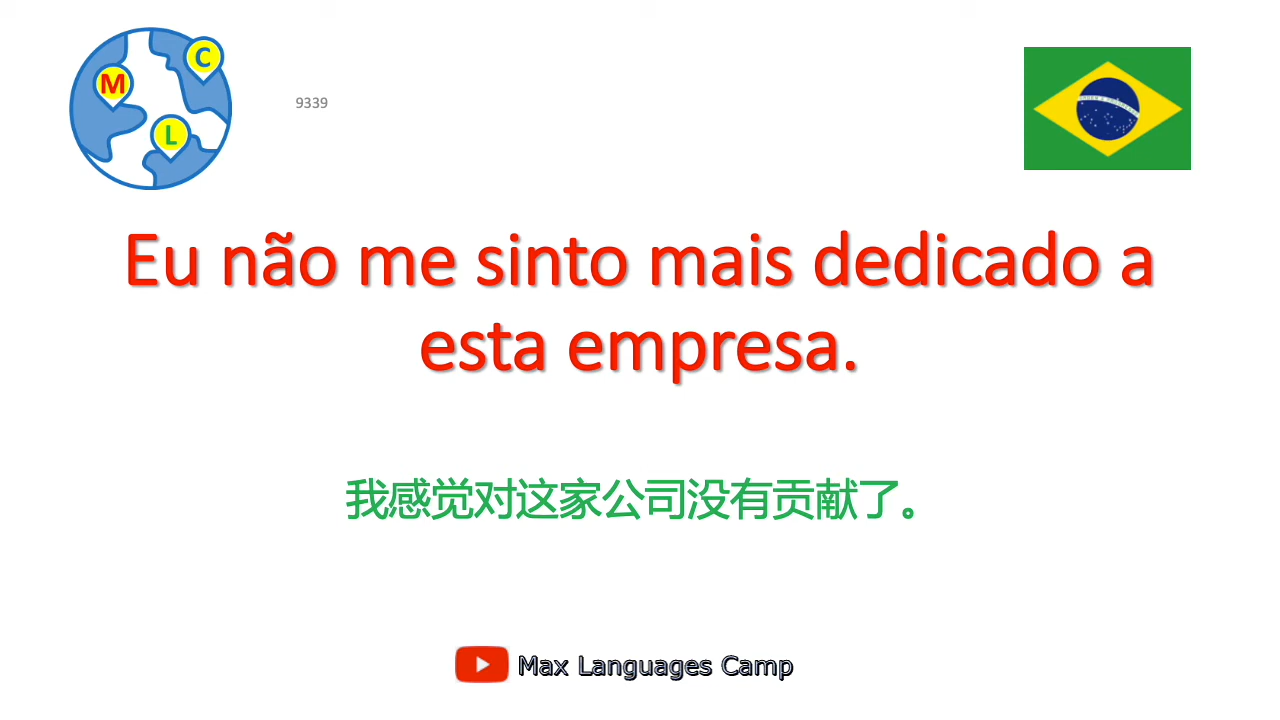 C
M
L
9339
Eu não me sinto mais dedicado a
esta empresa.
我感觉对这家公司没有贡献了。
Max Languages Camp